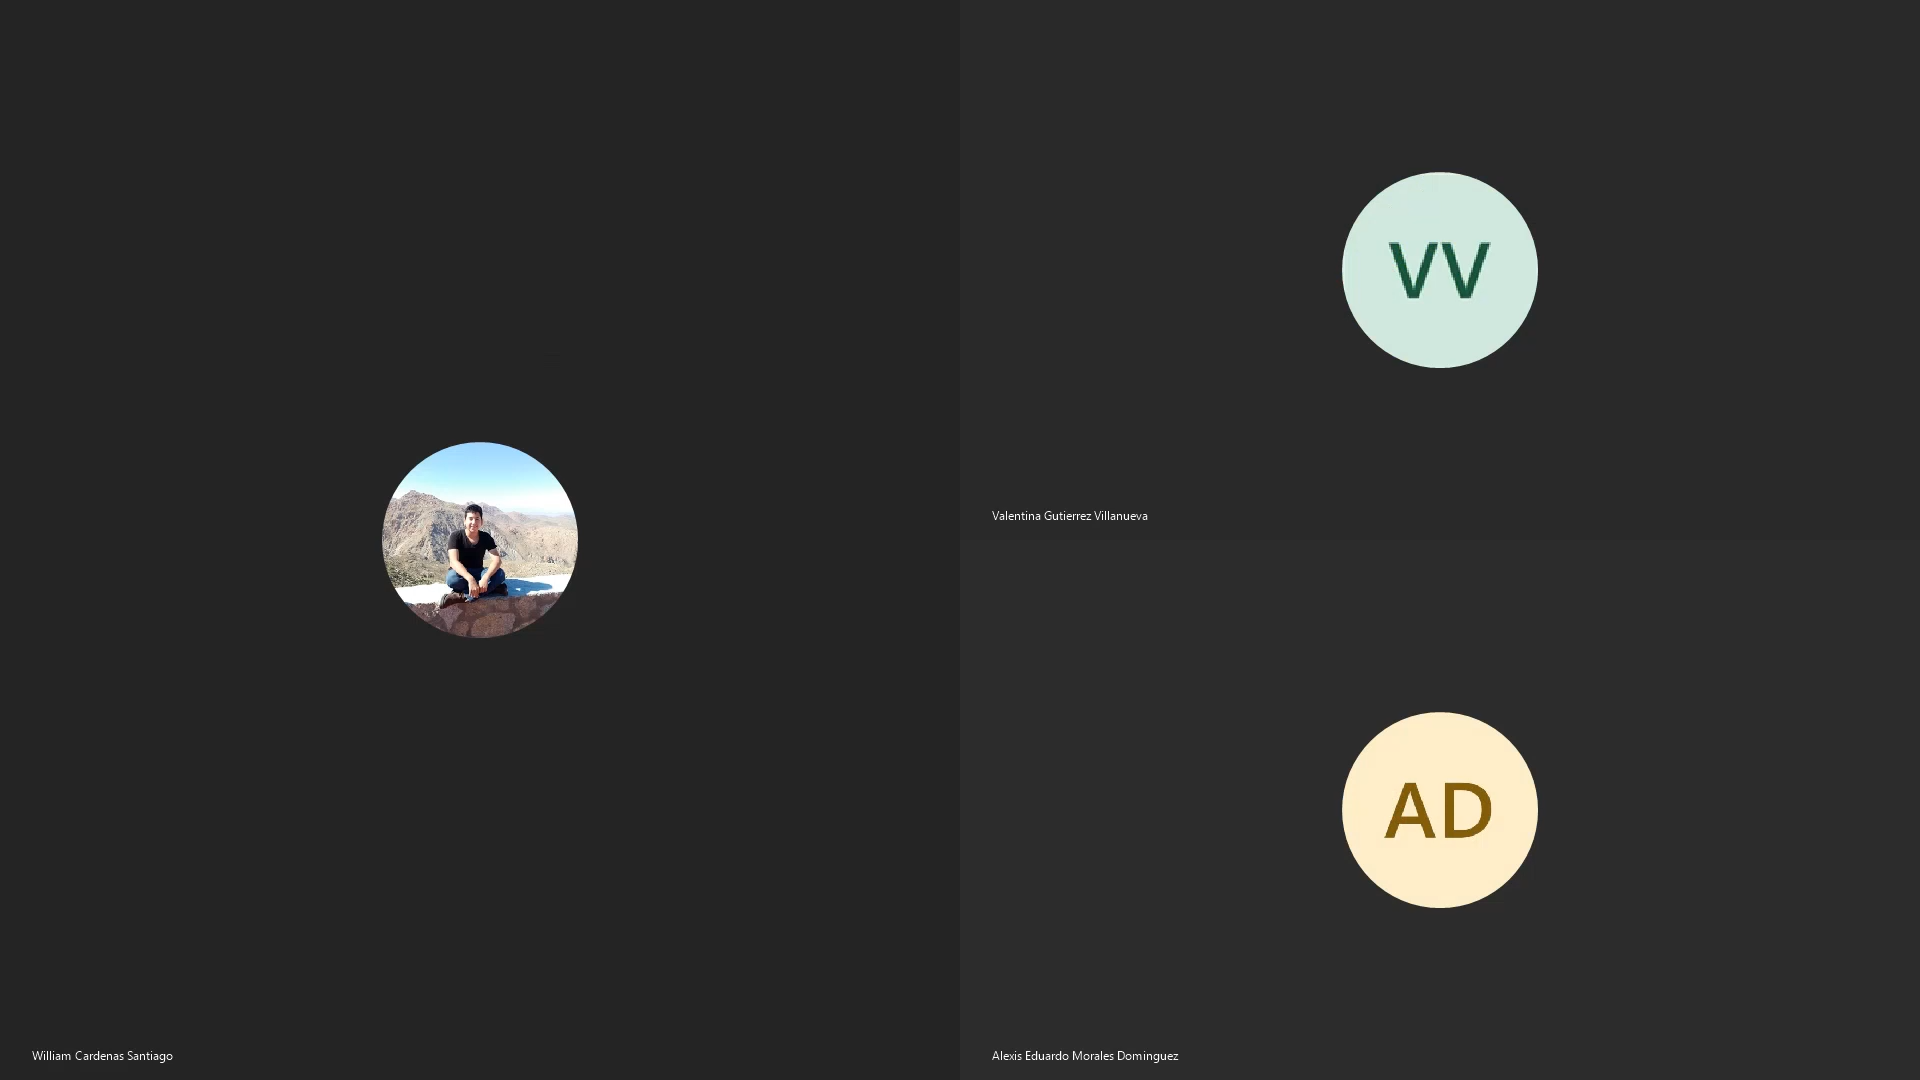 VV
Valentina Gutierrez Villanueva
William Cardenas Santiago
AD
Alexis Eduardo Morales Dominguez